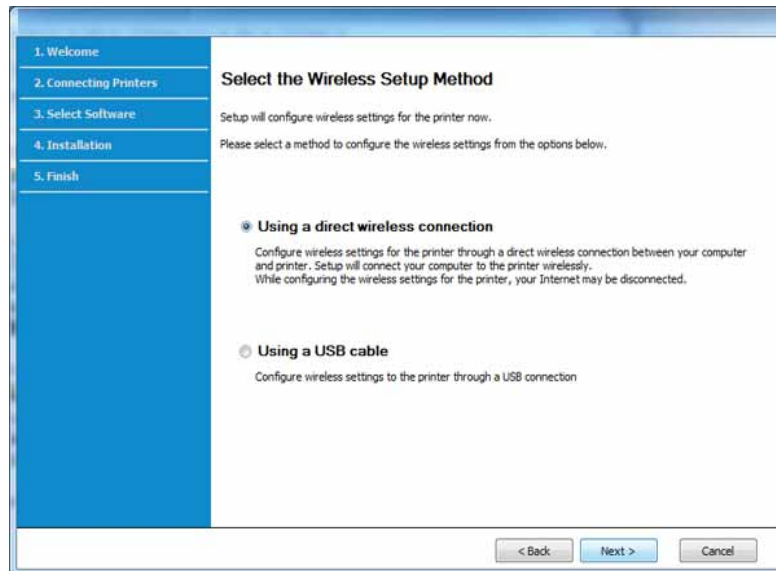 1. Welcome
2. Connecting Printers
3. Select Software
4. Installation
5. Finish
Select the Wireless Setup Method
Setup will configure wireless settings for the printer now.
Please select a method to configure the wireless settings from the options below.
Using a direct wireless connection
Configure wireless settings for the printer through a direct wireless connection between your computer
and printer. Setup will connect your computer to the printer wirelessly.
While configuring the wireless settings for the printer, your Internet may be disconnected.
Using a USB cable
Configure wireless settings to the printer through a USB connection
< Back
Next >
Cancel